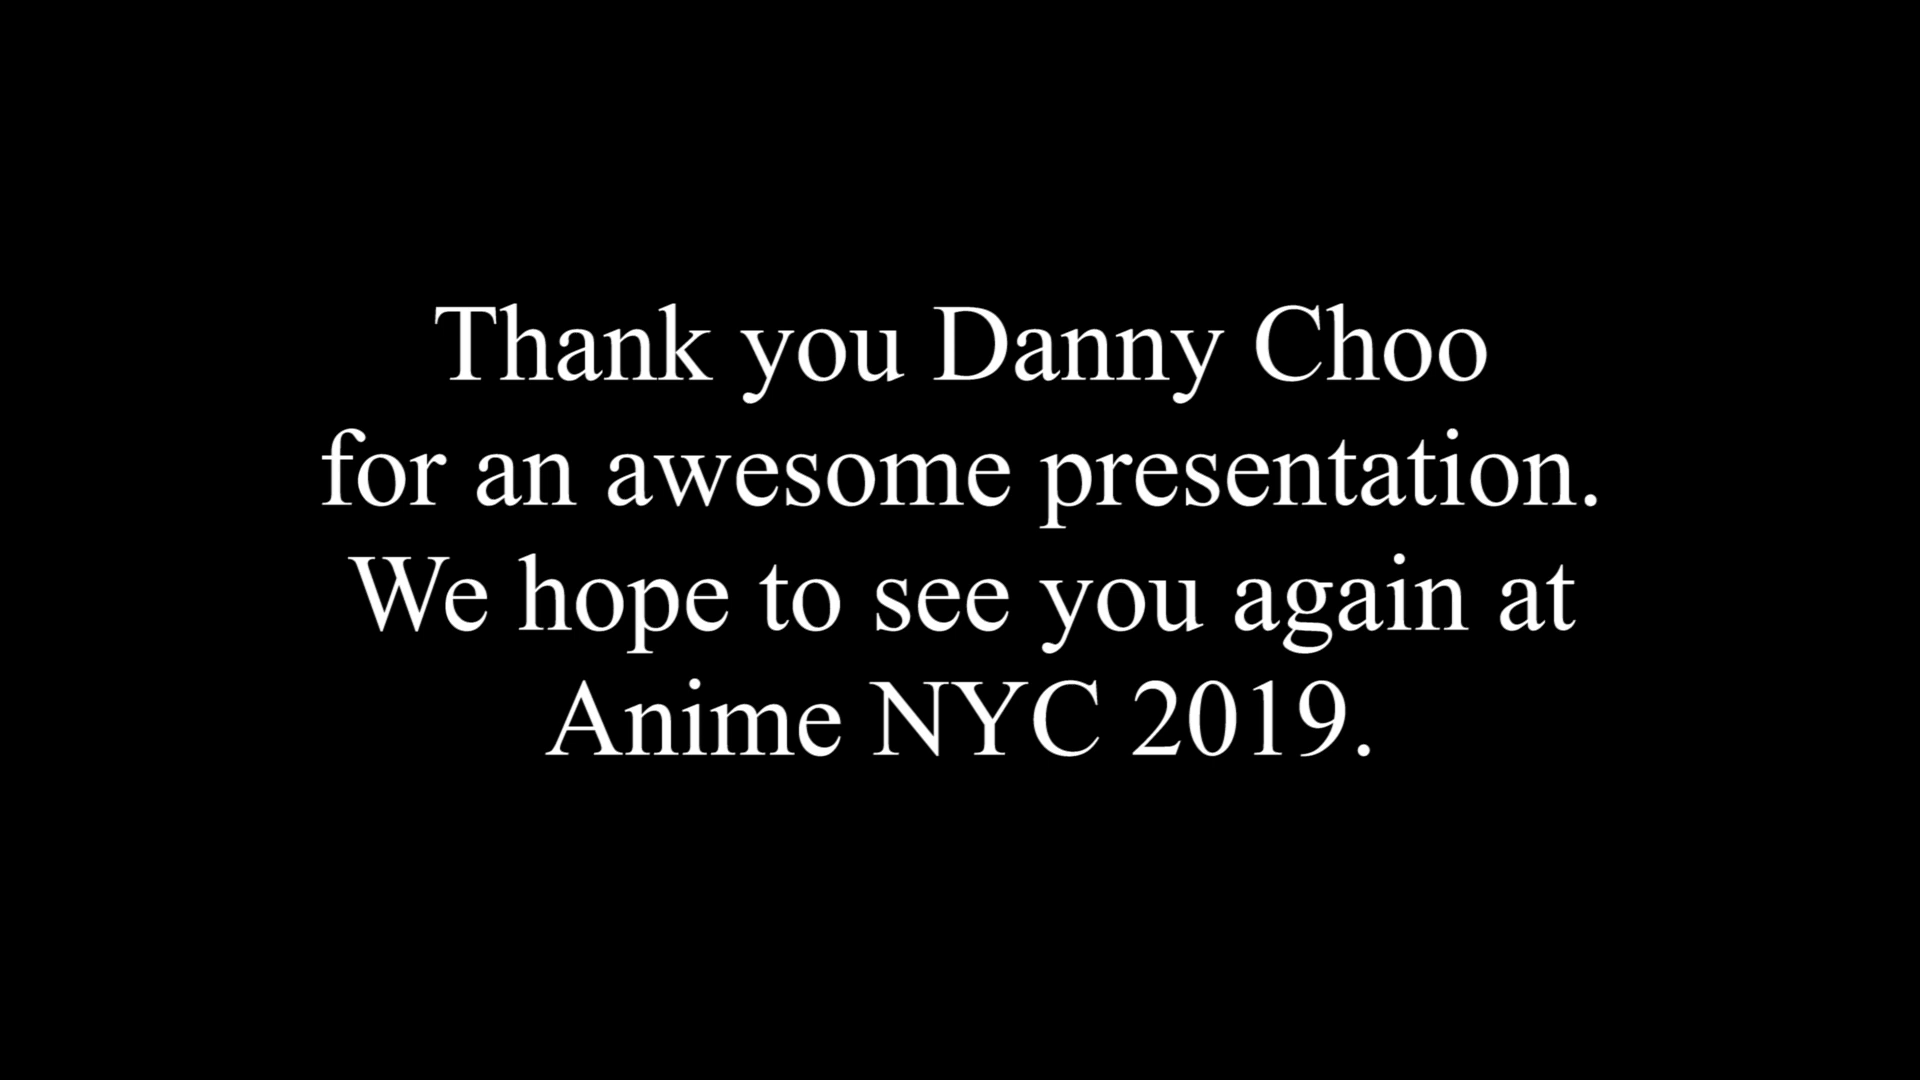 Thank you Danny Choo
for an awesome presentation.
We hope to see you again at
Anime NYC 2019.